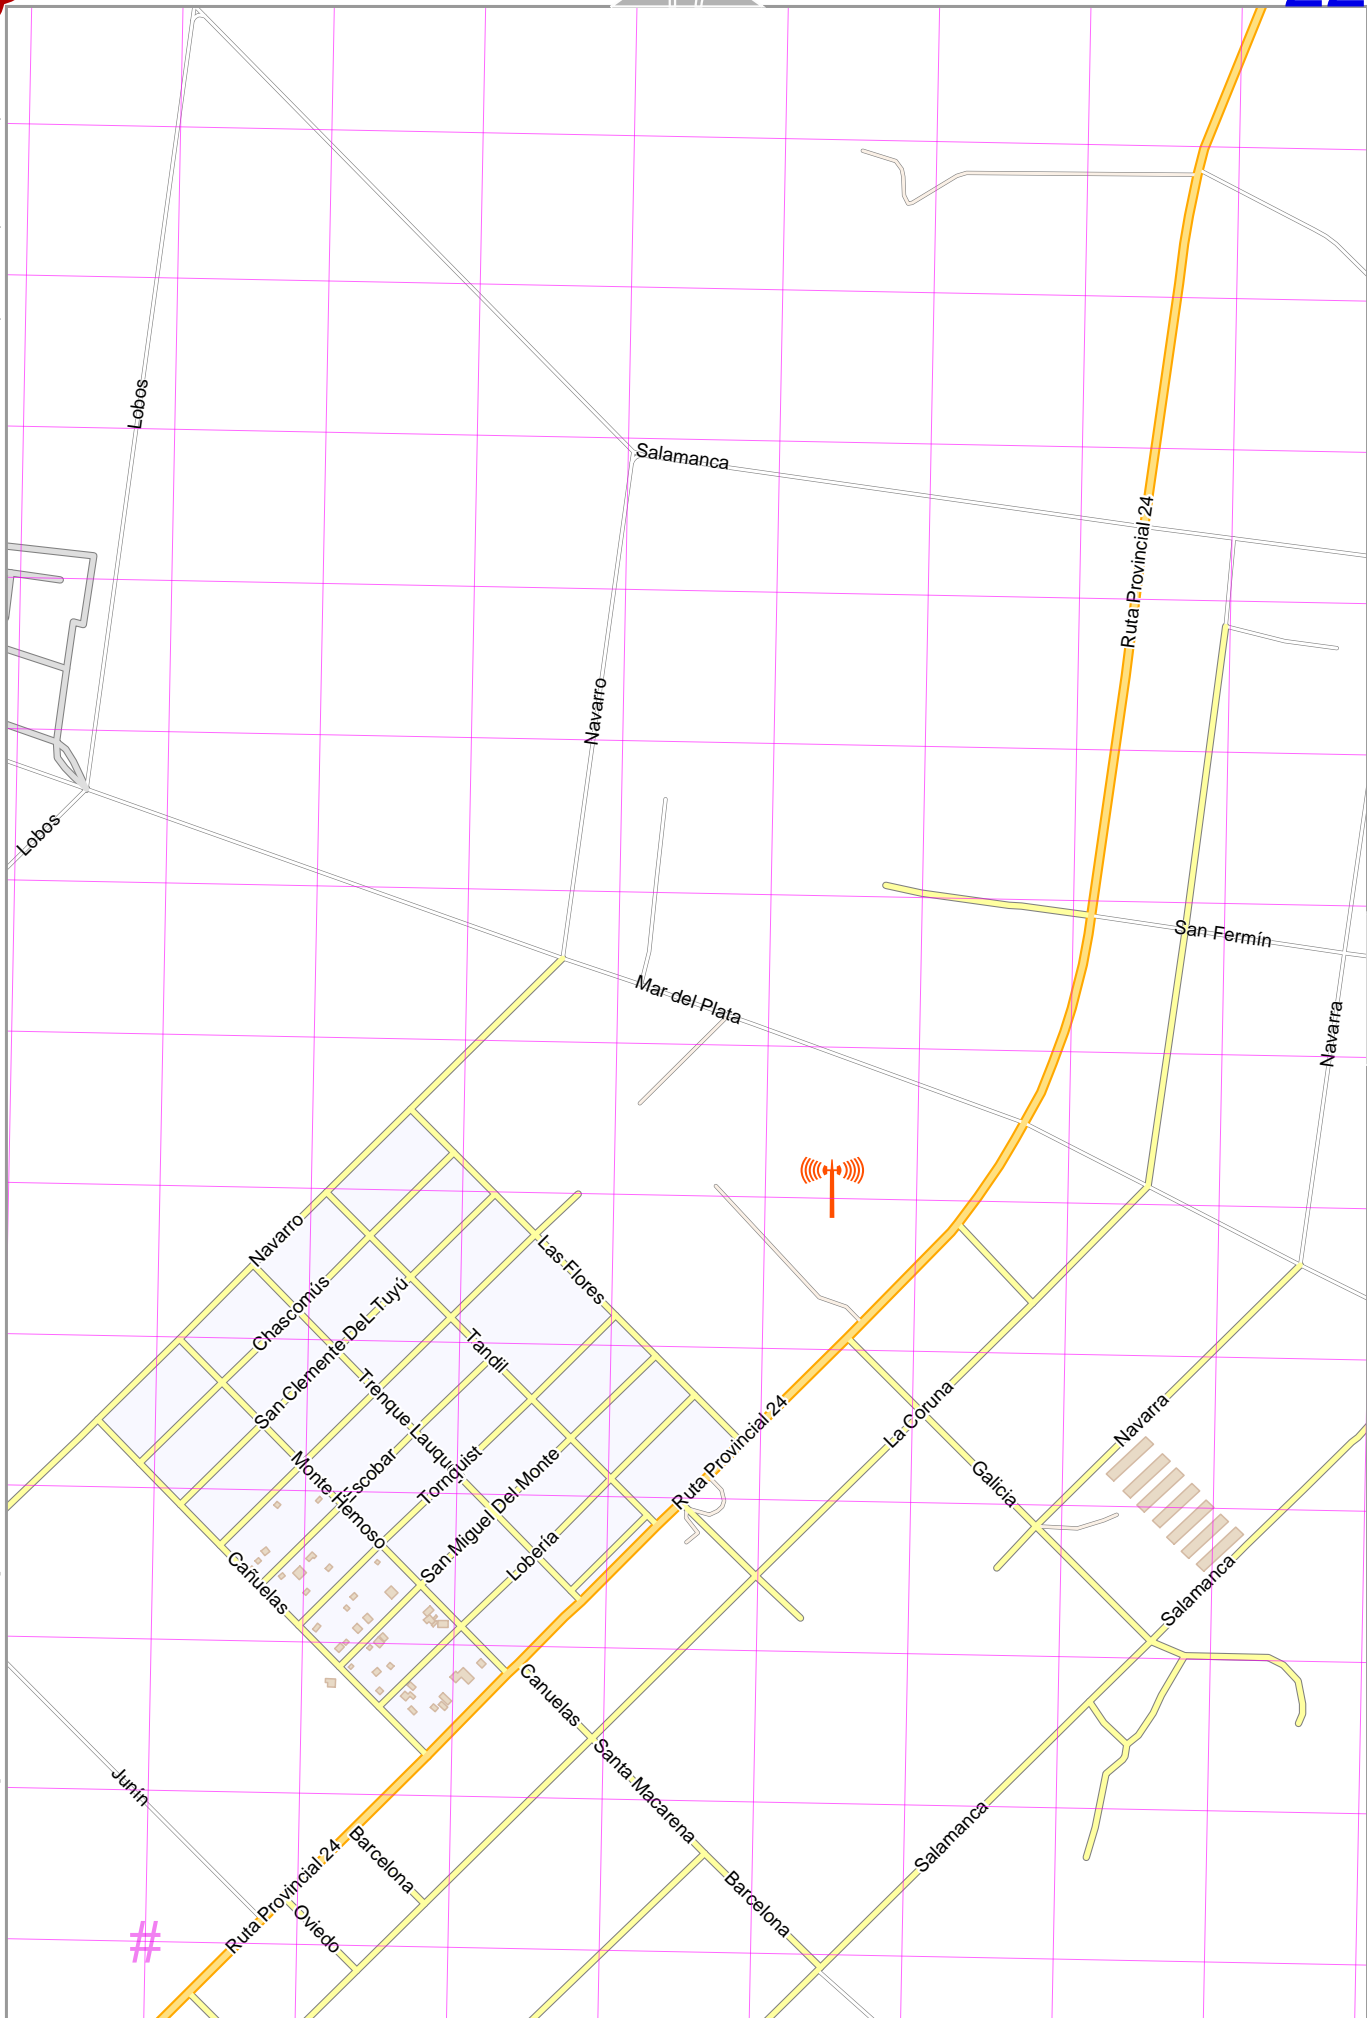 Lobos
Salamanca
Ruta Provincial 24
Navarro
Lobos
San Fermín
Mar del Plata
Navarra
Navarro
Las Flores
Chascomús
San Clemente DeL Tuyú
Tandil
Trenque Lauquen
La Coruna
Navarra
Ruta Provincial 24
Monte Hemoso
Escobar
Tornquist
San Miguel Del Monte
Galicia
Lobería
Cañuelas
Salamanca
Canuelas
Santa Macarena
Junín
Barcelona
Salamanca
Ruta Provincial 24
Barcelona
Oviedo
#